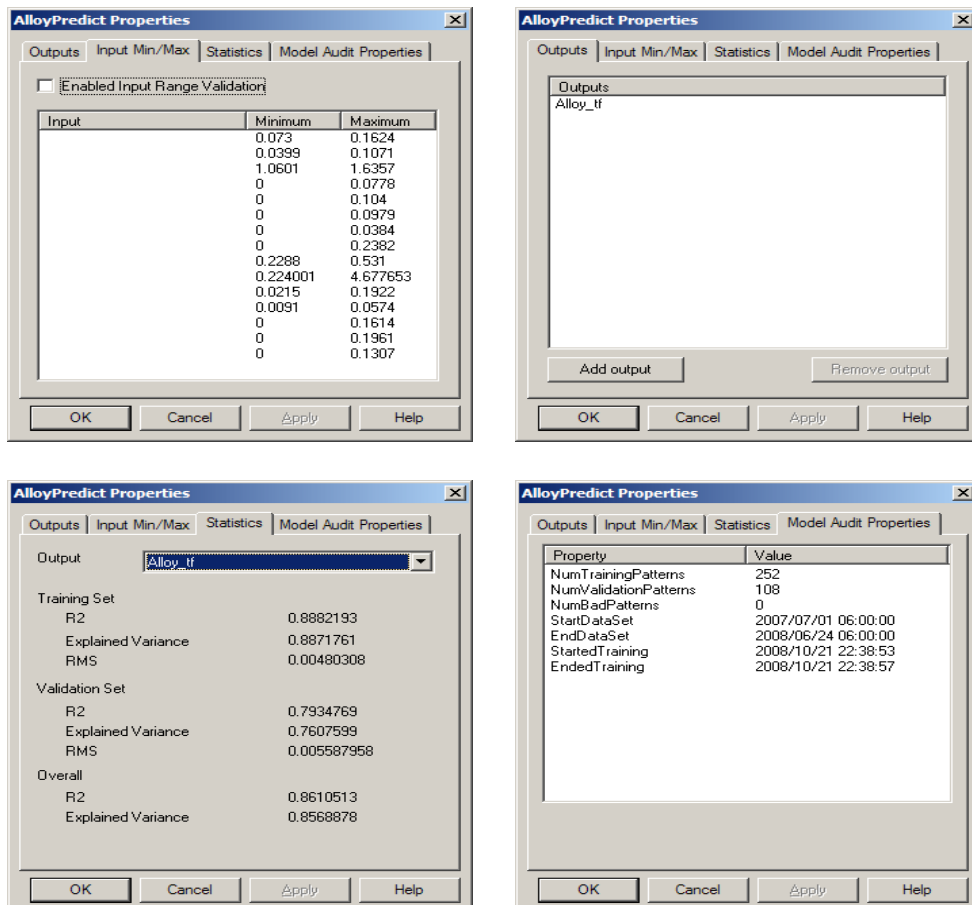 AlloyPredict Properties
Outputs Input Min/Max Statistics Model Audit Properties
Enabled Input Range Validation
Input Minimum Maximum
0.073 0.1624
0.0399 0.1071
1.0601 1.6357
0 0.0778
0 0.104
0 0.0979
0 0.0384
0 0.2382
0.2288 0.531
0.224001 4.677653
0.0215 0.1922
0.0091 0.0574
0 0.1614
0 0.1961
0 0.1307
OK Cancel Apply Help
AlloyPredict Properties
Outputs Input Min/Max Statistics Model Audit Properties
Outputs
Alloy_tf
Add output Remove output
OK Cancel Apply Help
AlloyPredict Properties
Outputs Input Min/Max Statistics Model Audit Properties
Output Alloy_tf
Training Set
R2 0.8882193
Explained Variance 0.8871761
RMS 0.00480308
Validation Set
R2 0.7934769
Explained Variance 0.7607599
RMS 0.005587958
Overall
R2 0.8610513
Explained Variance 0.8568878
OK Cancel Apply Help
AlloyPredict Properties
Outputs Input Min/Max Statistics Model Audit Properties
Property Value
NumTrainingPatterns 252
NumValidationPatterns 108
NumBadPatterns 0
StartDataSet 2007/07/01 06:00:00
EndDataSet 2008/06/24 06:00:00
StartedTraining 2008/10/21 22:38:53
EndedTraining 2008/10/21 22:38:57
OK Cancel Apply Help